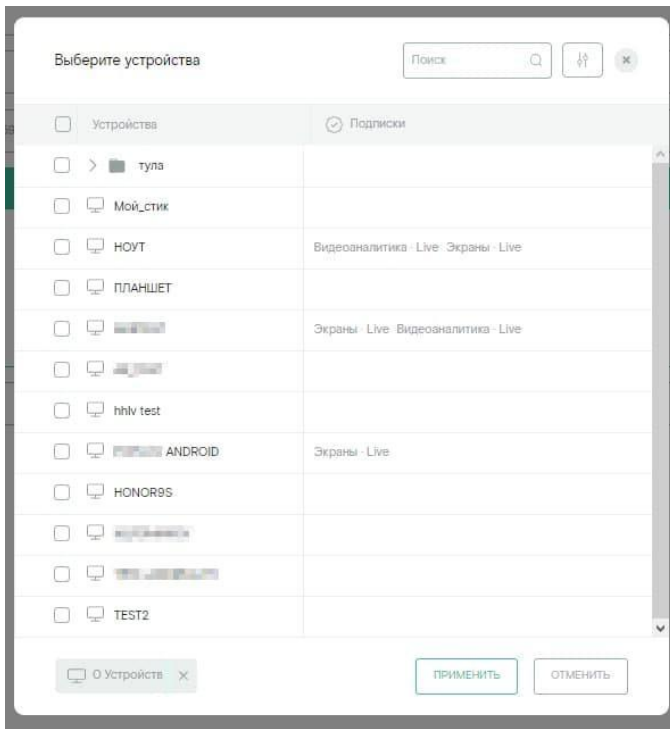 Выберите устройства
Поиск
Устройства
Подписки
тула
Мой_стик
НОУТ
Видеоаналитика · Live Экраны · Live
ПЛАНШЕТ
Экраны · Live Видеоаналитика · Live
hhlv test
ANDROID
Экраны · Live
HONOR9S
TEST2
0 Устройств
ПРИМЕНИТЬ
ОТМЕНИТЬ